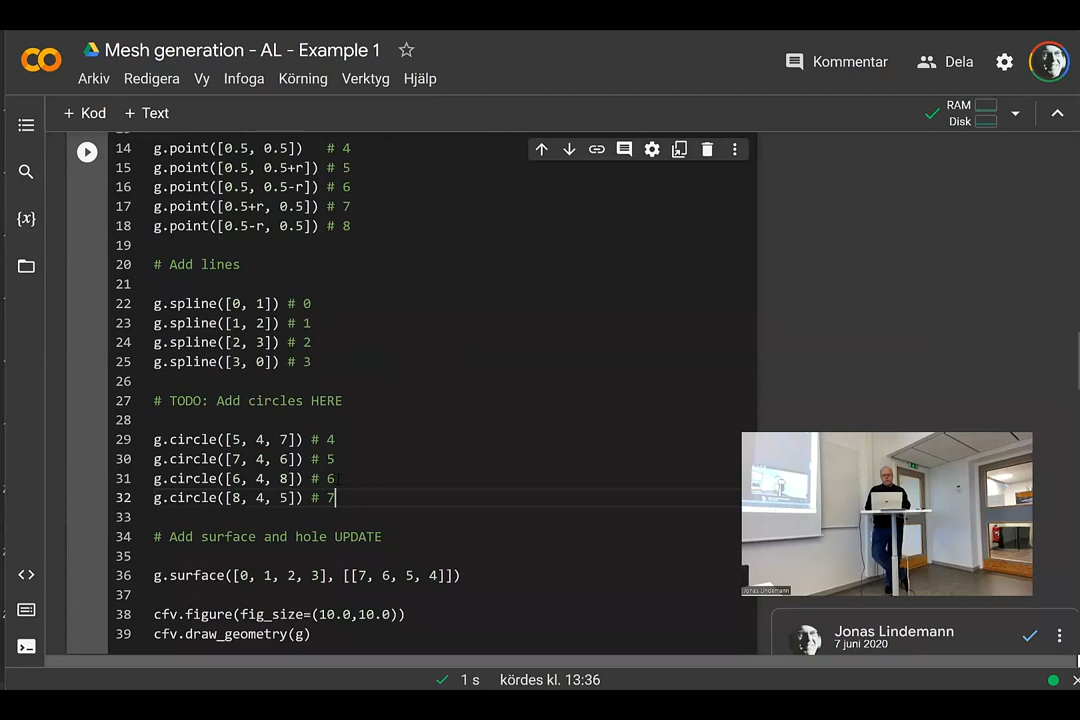 Mesh generation - AL - Example 1
Arkiv Redigera Vy Infoga Körning Verktyg Hjälp
Kommentar
Dela
+ Kod + Text
RAM
Disk
14 g.point([0.5, 0.5]) # 4
15 g.point([0.5, 0.5+r]) # 5
16 g.point([0.5, 0.5-r]) # 6
17 g.point([0.5+r, 0.5]) # 7
18 g.point([0.5-r, 0.5]) # 8
19
20 # Add lines
21
22 g.spline([0, 1]) # 0
23 g.spline([1, 2]) # 1
24 g.spline([2, 3]) # 2
25 g.spline([3, 0]) # 3
26
27 # TODO: Add circles HERE
28
29 g.circle([5, 4, 7]) # 4
30 g.circle([7, 4, 6]) # 5
31 g.circle([6, 4, 8]) # 6
32 g.circle([8, 4, 5]) # 7
33
34 # Add surface and hole UPDATE
35
36 g.surface([0, 1, 2, 3], [[7, 6, 5, 4]])
37
38 cfv.figure(fig_size=(10.0,10.0))
39 cfv.draw_geometry(g)
{x}
Jonas Lindemann
Jonas Lindemann
7 juni 2020
1 s kördes kl. 13:36